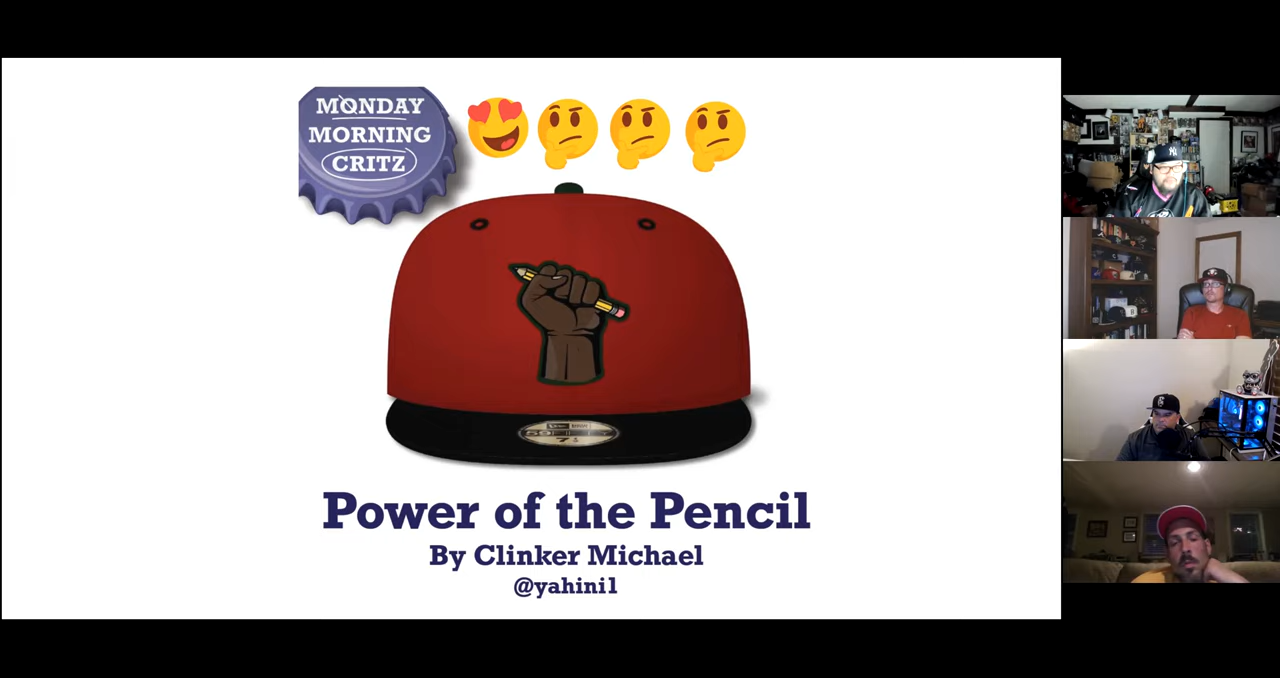 MONDAY
MORNING
CRITZ
Power of the Pencil
By Clinker Michael
@yahini1